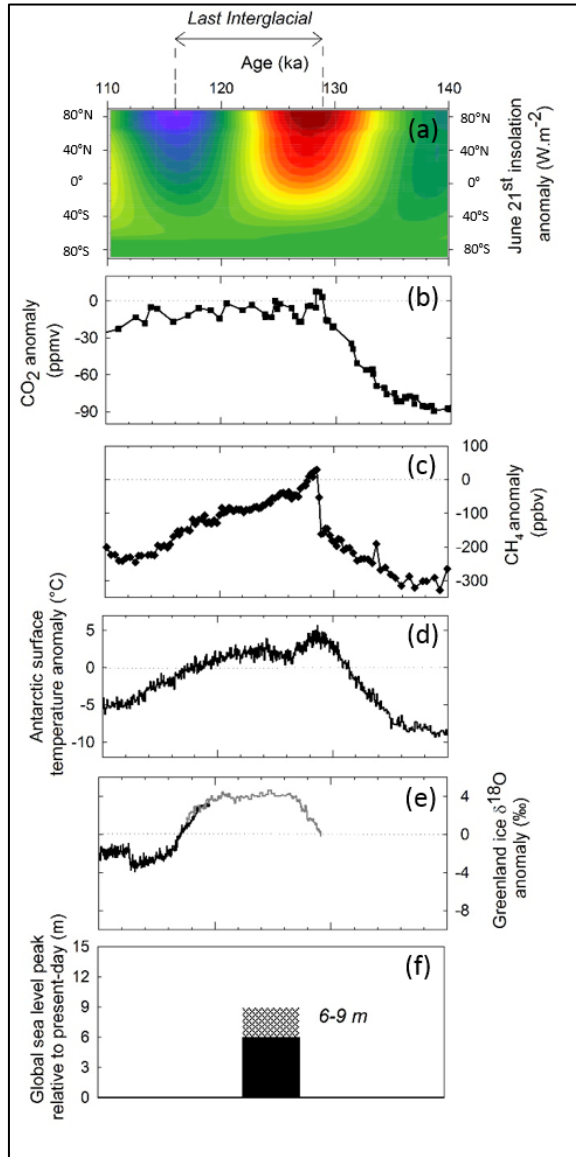 Last Interglacial
Age (ka)
110 120 130 140
(a)
80°N 80°N
40°N 40°N
0° 0°
40°S 40°S
80°S 80°S
June 21st insolation
anomaly (W.m-2)
(b)
0
-30
-60
-90
CO2 anomaly
(ppmv)
(c)
100
0
-100
-200
-300
CH4 anomaly
(ppbv)
(d)
5
0
-5
-10
Antarctic surface
temperature anomaly (°C)
(e)
4
0
-4
-8
Greenland ice δ18O
anomaly (‰)
(f)
15
12
9
6
3
0
6-9 m
Global sea level peak
relative to present-day (m)